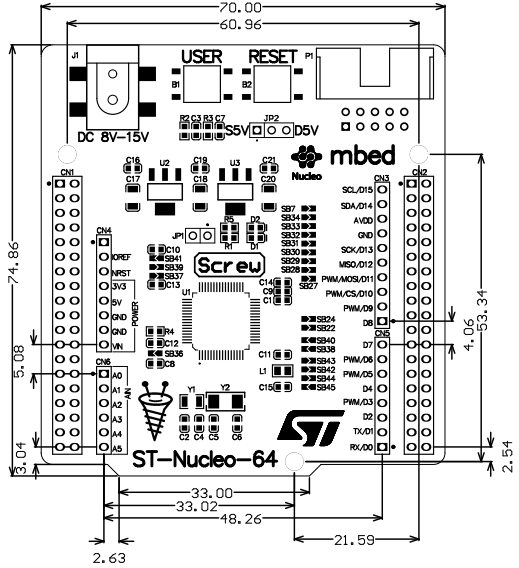 70.00
60.96
J1
USER
RESET
P1
B1
B2
DC 8V-15V
R2 C3 R3 C7
S5V
JP2
D5V
Nucleo
mbed
C16
U2
C19
U3
C21
C17
C18
C20
CN1
CN3
CN2
SCL/D15
SDA/D14
AVDD
GND
SCK/D13
MISO/D12
PWM/MOSI/D11
PWM/CS/D10
PWM/D9
D8
SB7
SB34
SB33
SB32
SB31
SB30
SB29
SB28
SB27
CN4
JP1
R5
D2
R1
D1
IOREF
NRST
3V3
5V
GND
GND
VIN
POWER
C10
SB41
SB39
SB37
C13
Screw
U1
C14
C9
C1
SB24
SB22
SB40
SB38
SB43
SB42
SB44
SB45
R4
C12
SB36
C8
C11
L1
C15
CN5
D7
PWM/D6
PWM/D5
D4
PWM/D3
D2
TX/D1
RX/D0
CN6
A0
A1
A2
A3
A4
A5
AIN
Y1
Y2
C2
C4
C5
C6
ST
ST-Nucleo-64
74.86
5.08
3.04
53.34
4.06
2.54
33.00
33.02
48.26
2.63
21.59